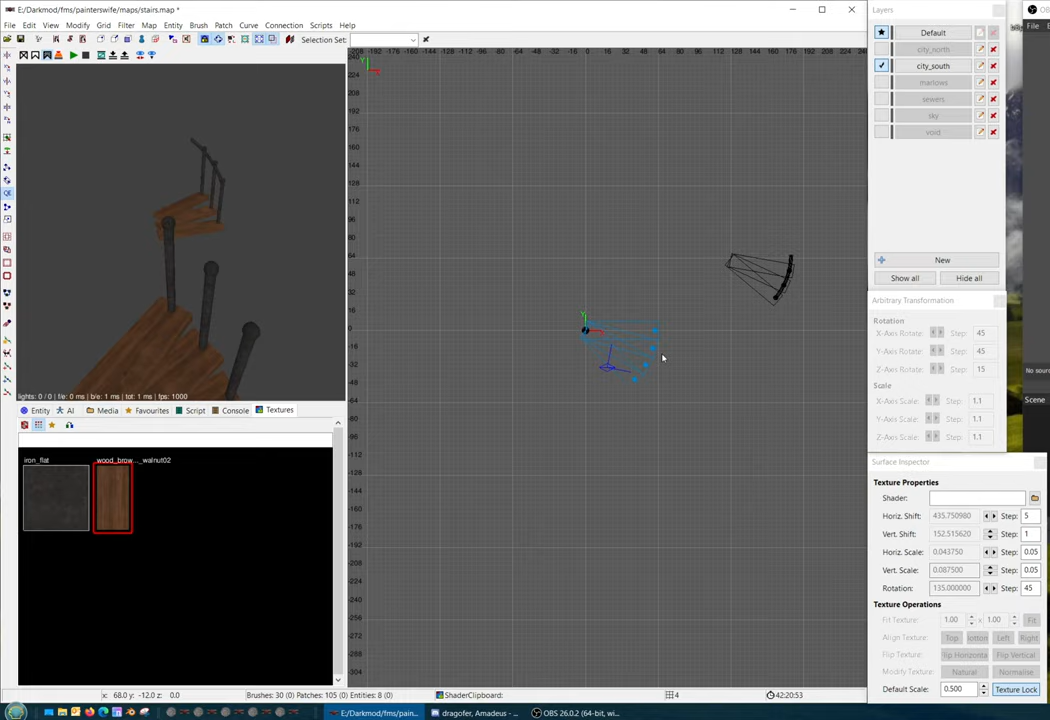 E:/Darkmod/fms/painterswife/maps/stairs.map *
File Edit View Modify Grid Filter Map Entity Brush Patch Curve Connection Scripts Help
Selection Set:
lights: 0 / 0 | f/e: 0 ms | b/e: 1 ms | tot: 1 ms | fps: 1000
Entity AI Media Favourites Script Console Textures
iron_flat
wood_brow..._walnut02
Y
X
Y
Layers
Default
city_north
city_south
marlows
sewers
sky
void
New
Show all Hide all
Arbitrary Transformation
Rotation
X-Axis Rotate: Step: 45
Y-Axis Rotate: Step: 45
Z-Axis Rotate: Step: 15
Scale
X-Axis Scale: Step: 1.1
Y-Axis Scale: Step: 1.1
Z-Axis Scale: Step: 1.1
Surface Inspector
Texture Properties
Shader:
Horiz. Shift: 435.750980 Step: 5
Vert. Shift: 152.515620 Step: 1
Horiz. Scale: 0.043750 Step: 0.05
Vert. Scale: 0.087500 Step: 0.05
Rotation: 135.000000 Step: 45
Texture Operations
Fit Texture: 1.00 x 1.00 Fit
Align Texture: Top Left Right
Flip Texture: Flip Horizonta Flip Vertical
Modify Texture: Natural Normalise
Default Scale: 0.500 Texture Lock
File
Scene
x: 68.0 y: -12.0 z: 0.0
Brushes: 30 (0) Patches: 105 (0) Entities: 8 (0)
ShaderClipboard:
4
42:20:53
E:/Darkmod/fms/pain...
dragofer, Amadeus - ...
OBS 26.0.2 (64-bit, wi...